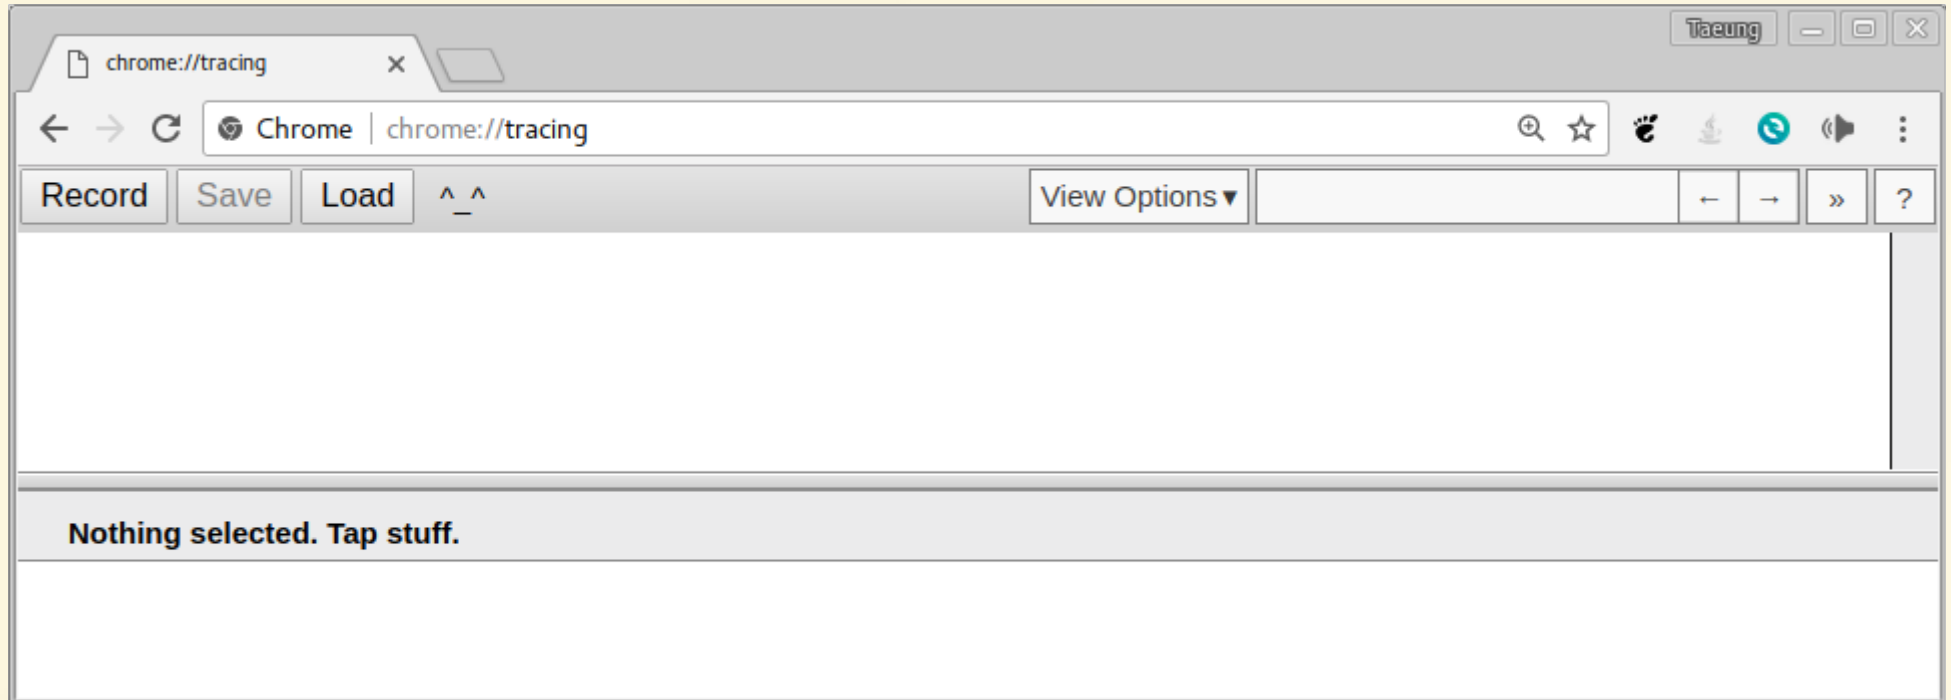 Taeung
chrome://tracing
Chrome chrome://tracing
Record Save Load ^_^ View Options ▾ ← → » ?
Nothing selected. Tap stuff.